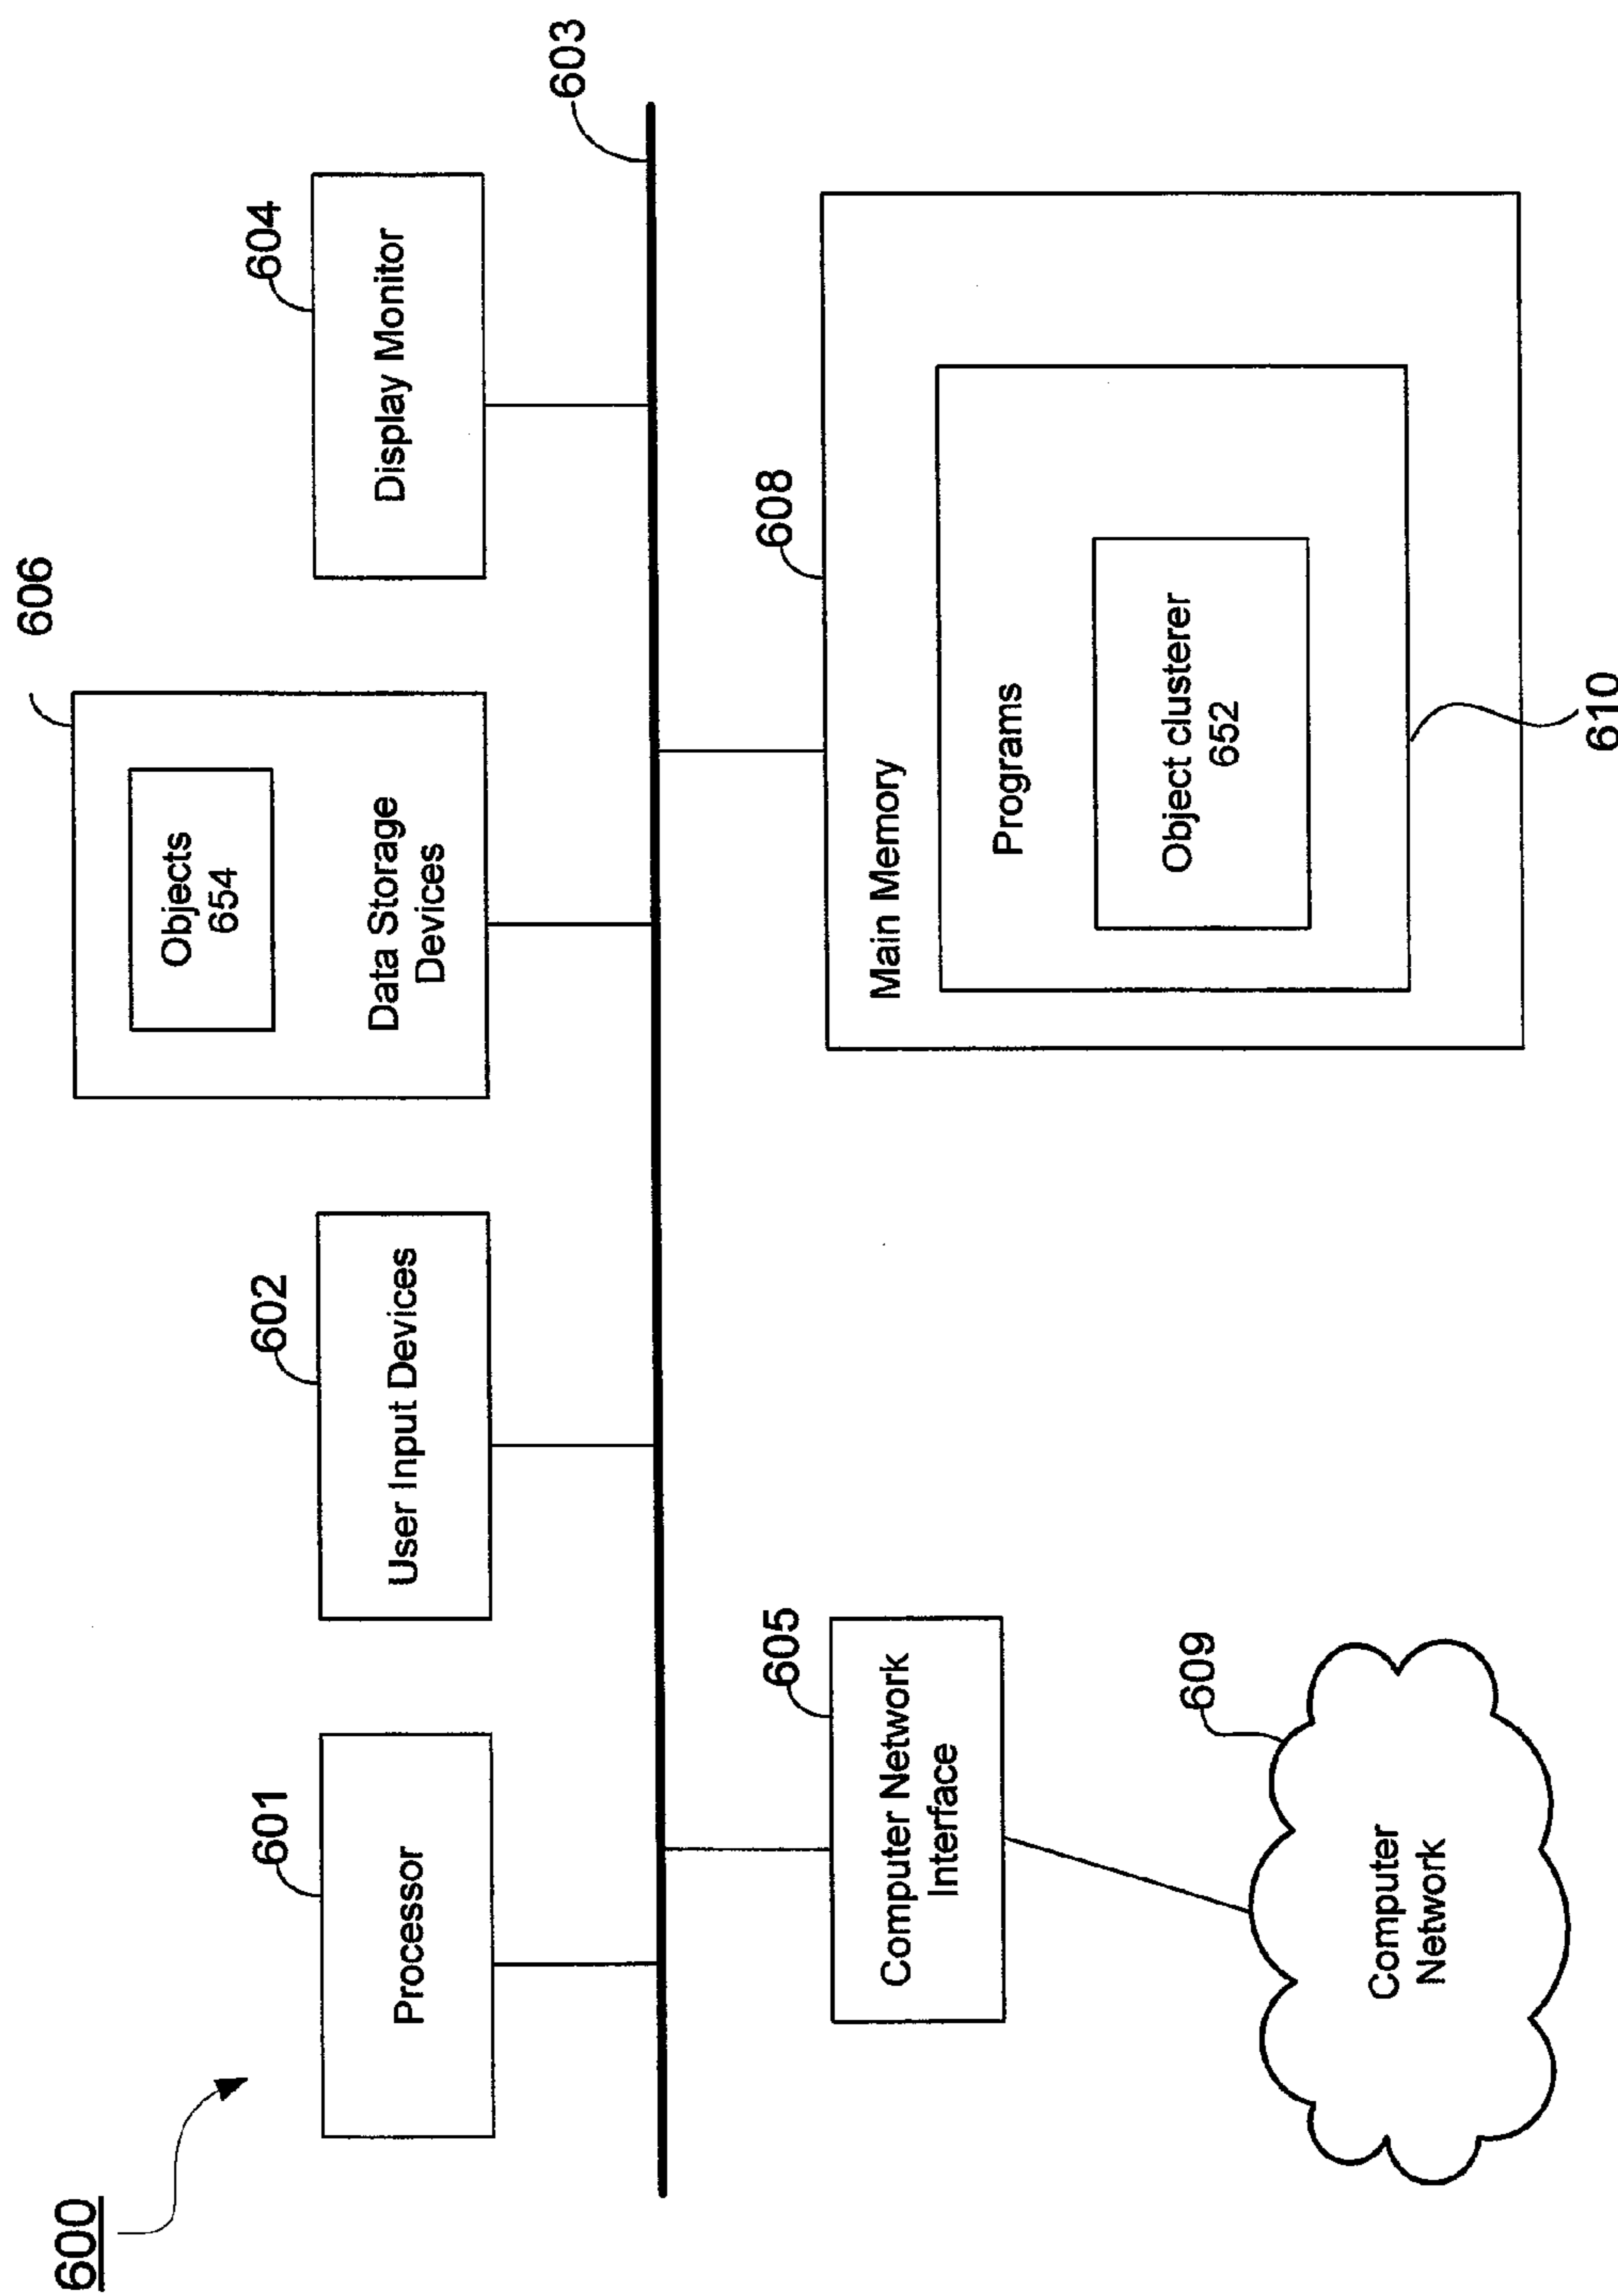 600
601
Processor
602
User Input Devices
606
Objects
654
Data Storage
Devices
604
Display Monitor
603
605
Computer Network
Interface
609
Computer
Network
608
Main Memory
Programs
Object clusterer
652
610